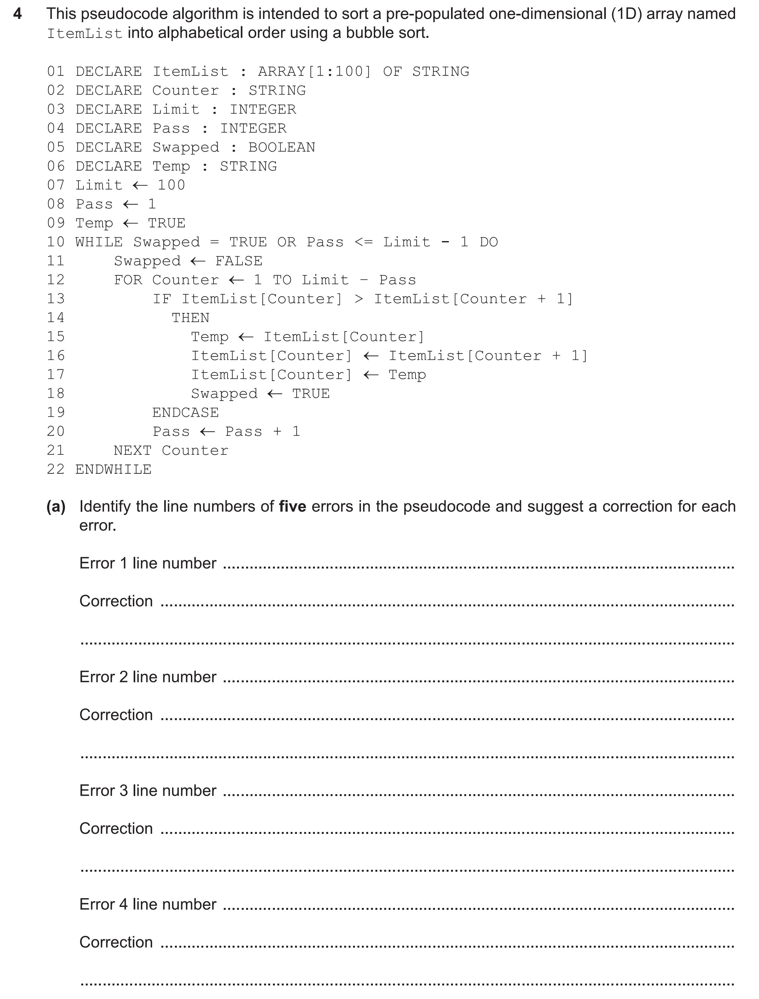 4 This pseudocode algorithm is intended to sort a pre-populated one-dimensional (1D) array named
ItemList into alphabetical order using a bubble sort.
01 DECLARE ItemList : ARRAY[1:100] OF STRING
02 DECLARE Counter : STRING
03 DECLARE Limit : INTEGER
04 DECLARE Pass : INTEGER
05 DECLARE Swapped : BOOLEAN
06 DECLARE Temp : STRING
07 Limit ← 100
08 Pass ← 1
09 Temp ← TRUE
10 WHILE Swapped = TRUE OR Pass <= Limit - 1 DO
11     Swapped ← FALSE
12     FOR Counter ← 1 TO Limit – Pass
13         IF ItemList[Counter] > ItemList[Counter + 1]
14           THEN
15             Temp ← ItemList[Counter]
16             ItemList[Counter] ← ItemList[Counter + 1]
17             ItemList[Counter] ← Temp
18             Swapped ← TRUE
19         ENDCASE
20         Pass ← Pass + 1
21     NEXT Counter
22 ENDWHILE
(a) Identify the line numbers of five errors in the pseudocode and suggest a correction for each
error.
Error 1 line number
Correction
Error 2 line number
Correction
Error 3 line number
Correction
Error 4 line number
Correction